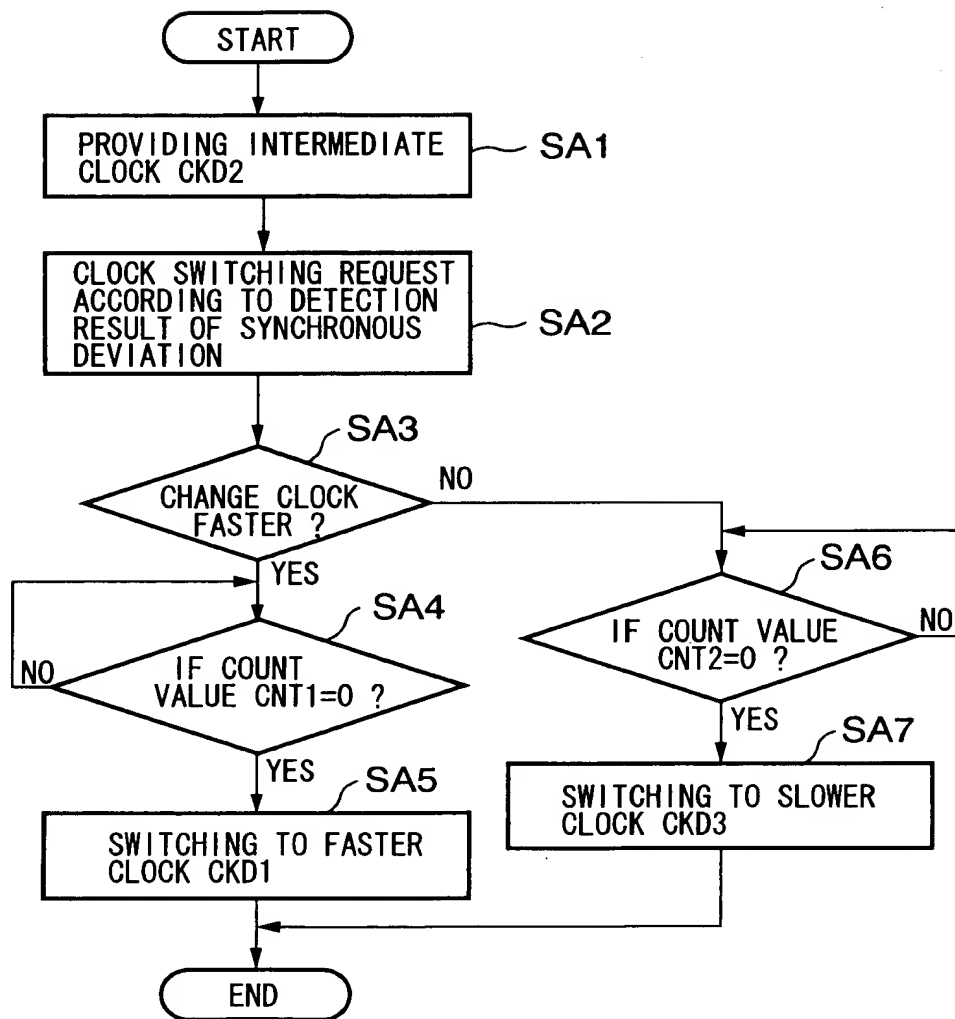 START
PROVIDING INTERMEDIATE
CLOCK CKD2
SA1
CLOCK SWITCHING REQUEST
ACCORDING TO DETECTION
RESULT OF SYNCHRONOUS
DEVIATION
SA2
SA3
CHANGE CLOCK
FASTER ?
NO
YES
SA4
IF COUNT
VALUE CNT1=0 ?
NO
YES
SA5
SWITCHING TO FASTER
CLOCK CKD1
SA6
IF COUNT VALUE
CNT2=0 ?
NO
YES
SA7
SWITCHING TO SLOWER
CLOCK CKD3
END